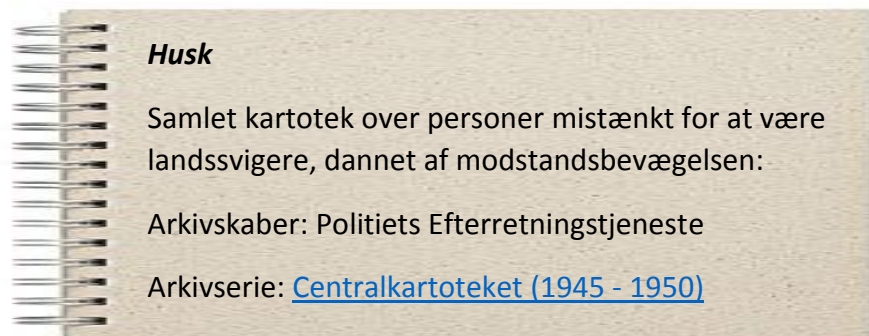 Husk
Samlet kartotek over personer mistænkt for at være
landssvigere, dannet af modstandsbevægelsen:
Arkivskaber: Politiets Efterretningstjeneste
Arkivserie: Centralkartoteket (1945 - 1950)